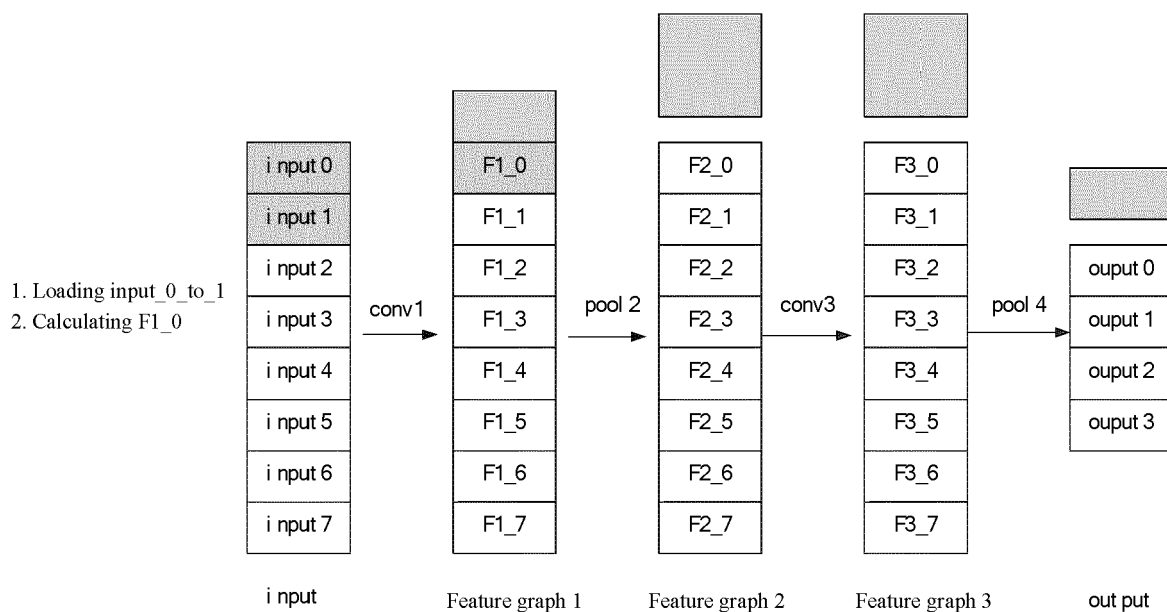 1. Loading input_0_to_1
2. Calculating F1_0
i nput 0
i nput 1
i nput 2
i nput 3
i nput 4
i nput 5
i nput 6
i nput 7
i nput
conv1
F1_0
F1_1
F1_2
F1_3
F1_4
F1_5
F1_6
F1_7
Feature graph 1
pool 2
F2_0
F2_1
F2_2
F2_3
F2_4
F2_5
F2_6
F2_7
Feature graph 2
conv3
F3_0
F3_1
F3_2
F3_3
F3_4
F3_5
F3_6
F3_7
Feature graph 3
pool 4
ouput 0
ouput 1
ouput 2
ouput 3
out put